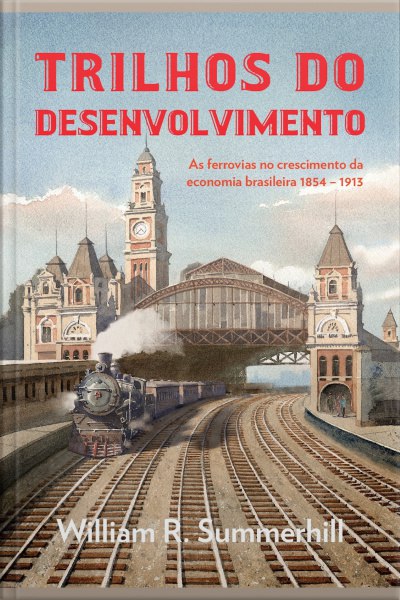 TRILHOS DO
DESENVOLVIMENTO
As ferrovias no crescimento da
economia brasileira 1854 – 1913
William R. Summerhill